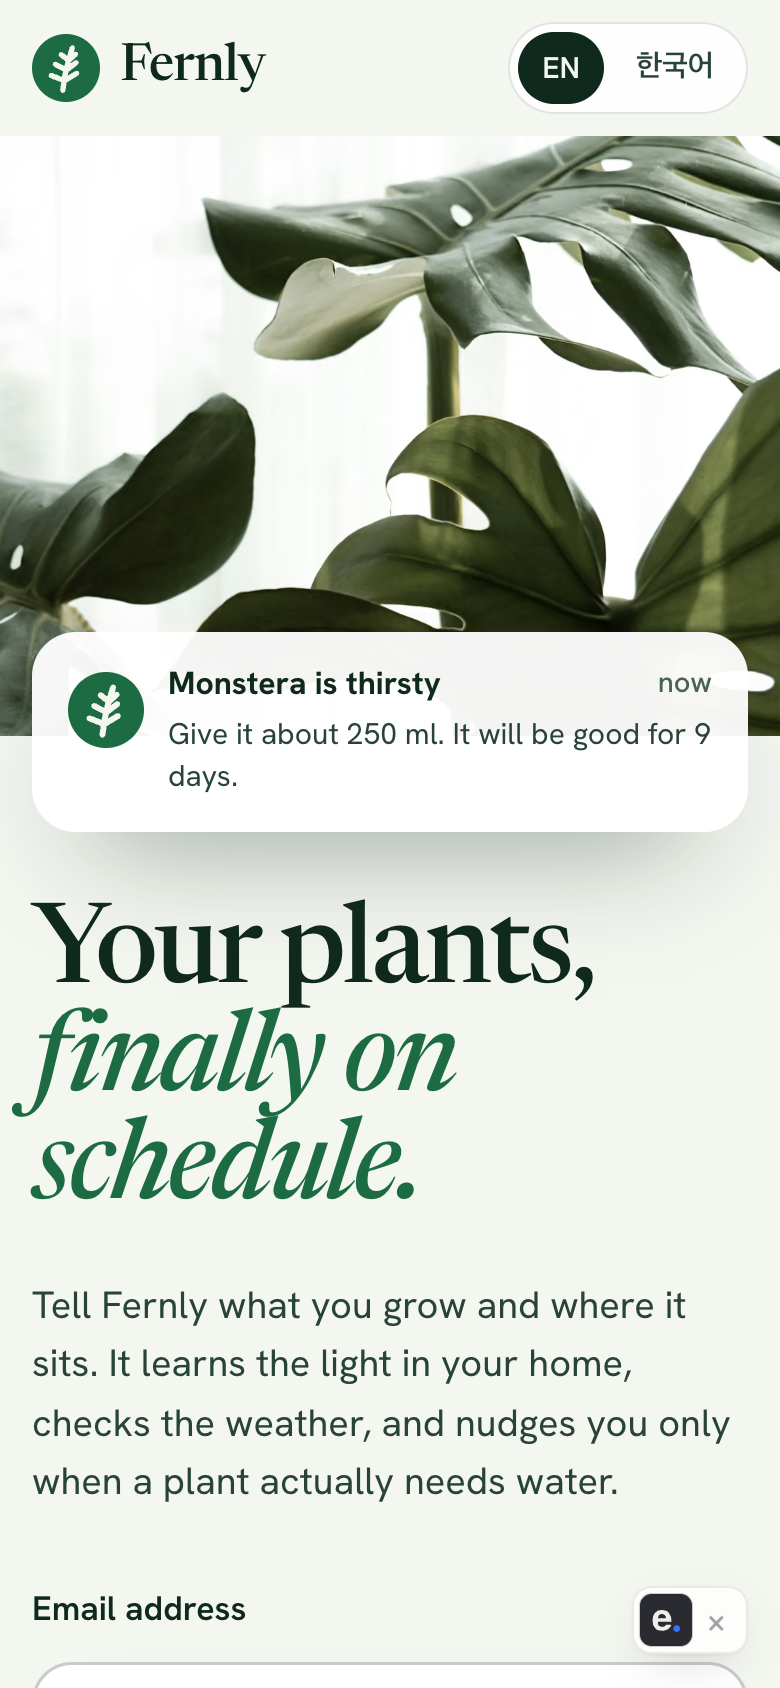 Fernly
EN
한국어
Monstera is thirsty
now
Give it about 250 ml. It will be good for 9
days.
Your plants,
finally on
schedule.
Tell Fernly what you grow and where it
sits. It learns the light in your home,
checks the weather, and nudges you only
when a plant actually needs water.
Email address
e.
×